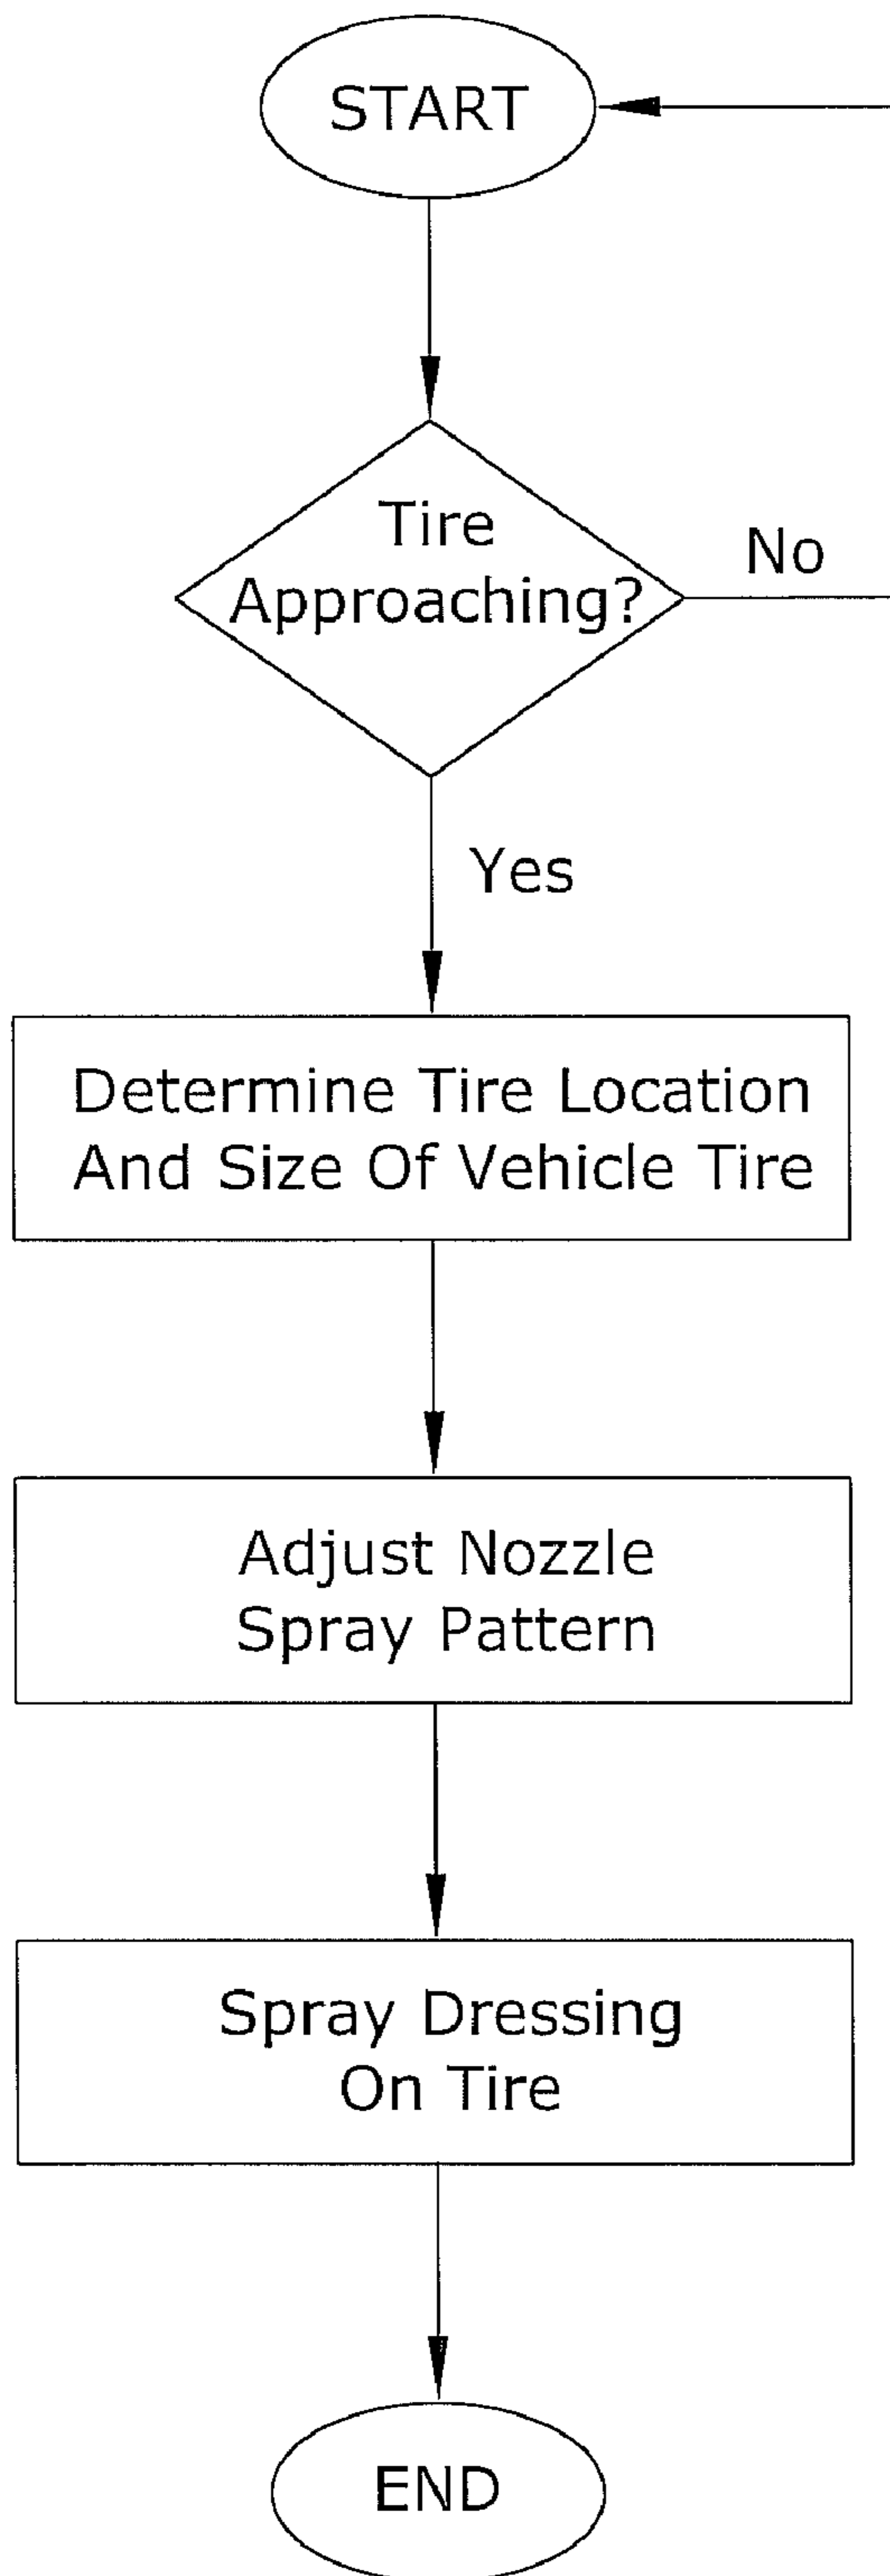 START
Tire
Approaching?
No
Yes
Determine Tire Location
And Size Of Vehicle Tire
Adjust Nozzle
Spray Pattern
Spray Dressing
On Tire
END